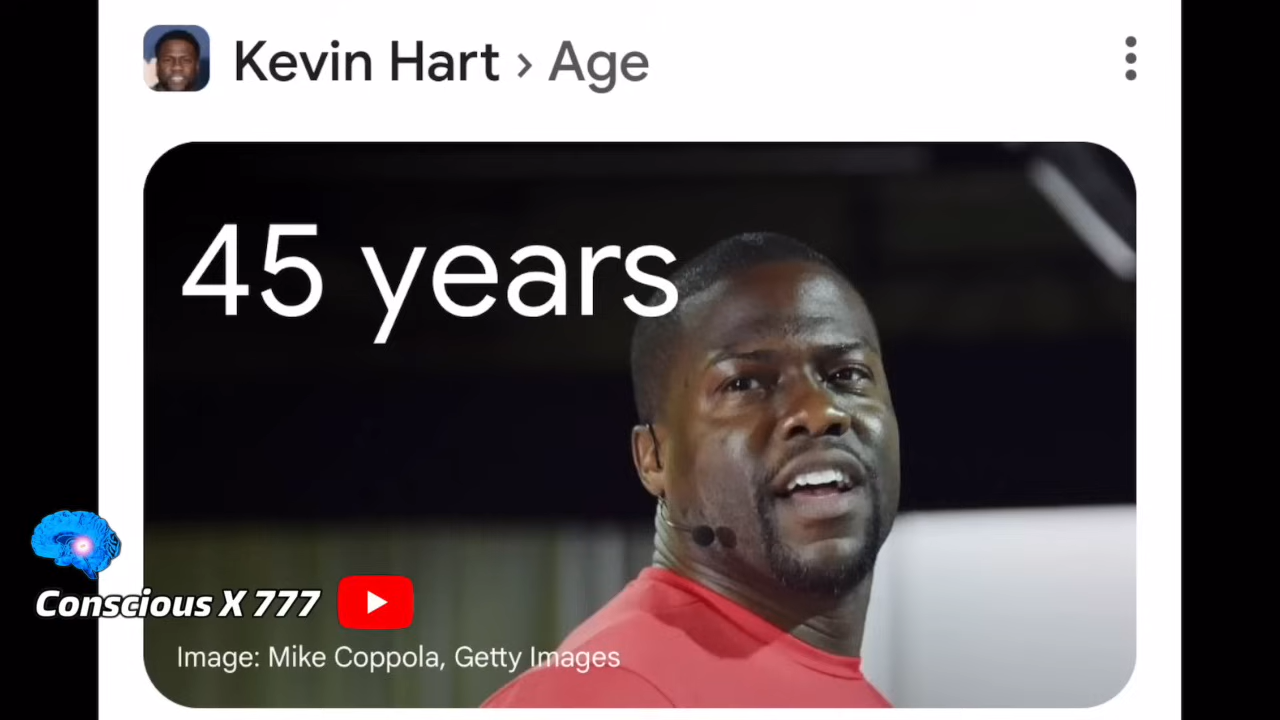 Kevin Hart › Age
45 years
Conscious X 777
Image: Mike Coppola, Getty Images